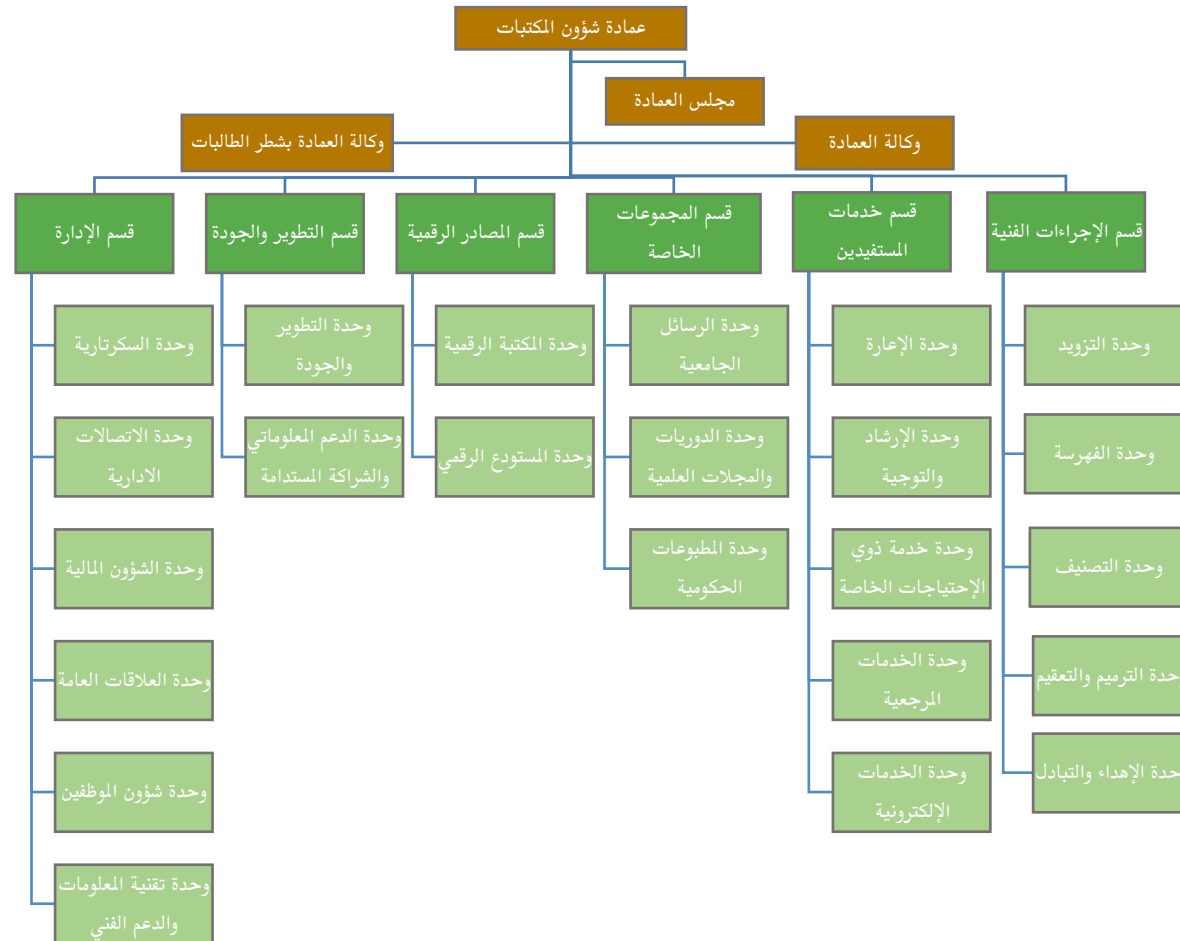 عمادة شؤون المكتبات
مجلس العمادة
وكالة العمادة
وكالة العمادة بشطر الطالبات
قسم الإجراءات الفنية
قسم خدمات
المستفيدين
قسم المجموعات
الخاصة
قسم المصادر الرقمية
قسم التطوير والجودة
قسم الإدارة
وحدة التزويد
وحدة الفهرسة
وحدة التصنيف
وحدة الترميم والتعقيم
وحدة الإهداء والتبادل
وحدة الإعارة
وحدة الإرشاد
والتوجية
وحدة خدمة ذوي
الإحتياجات الخاصة
وحدة الخدمات
المرجعية
وحدة الخدمات
الإلكترونية
وحدة الرسائل
الجامعية
وحدة الدوريات
والمجلات العلمية
وحدة المطبوعات
الحكومية
وحدة المكتبة الرقمية
وحدة المستودع الرقمي
وحدة التطوير
والجودة
وحدة الدعم المعلوماتي
والشراكة المستدامة
وحدة السكرتارية
وحدة الاتصالات
الادارية
وحدة الشؤون المالية
وحدة العلاقات العامة
وحدة شؤون الموظفين
وحدة تقنية المعلومات
والدعم الفني